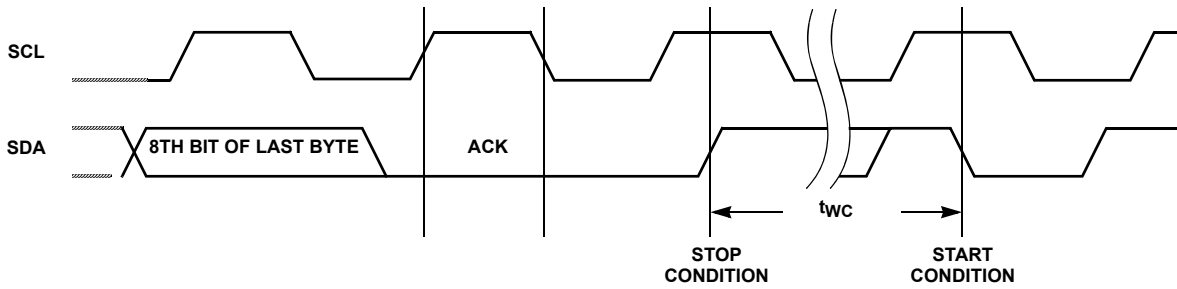 SCL
SDA
8TH BIT OF LAST BYTE
ACK
tWC
STOP
CONDITION
START
CONDITION